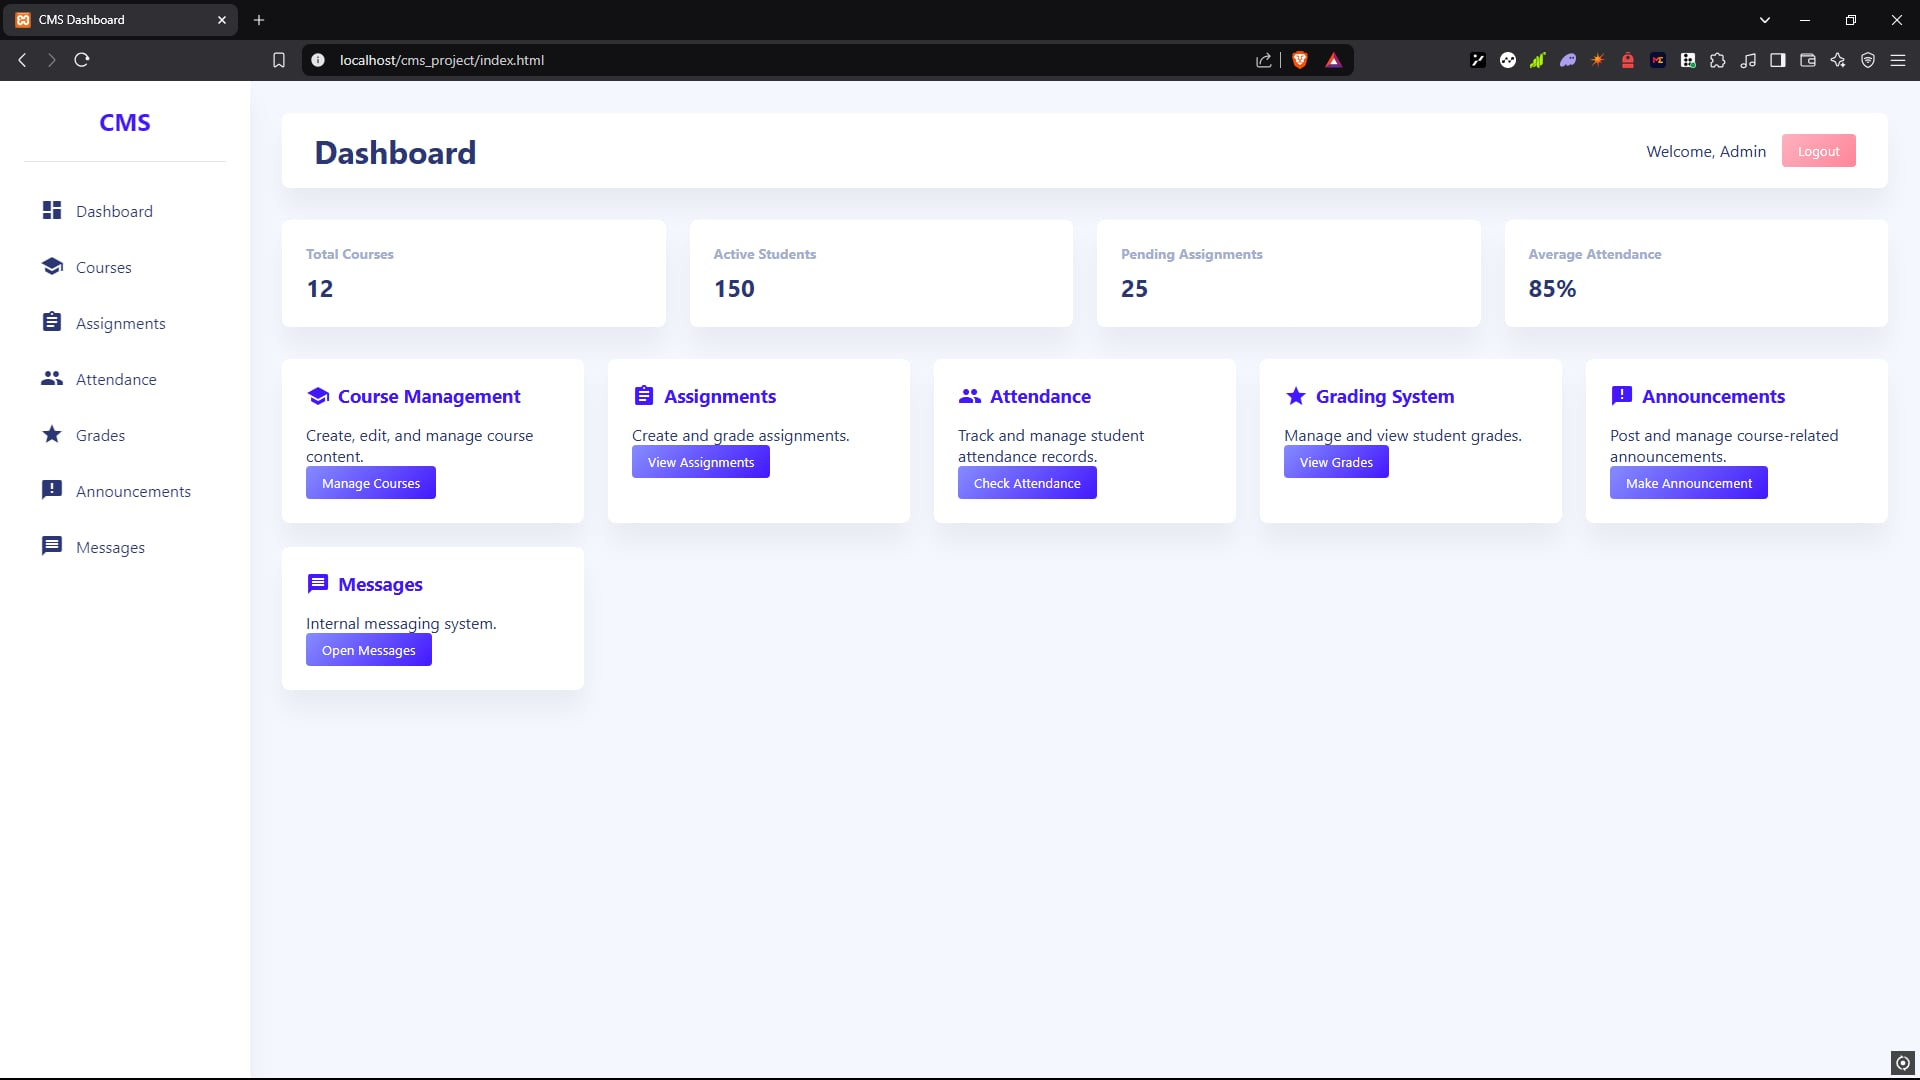 CMS Dashboard
localhost/cms_project/index.html
CMS
Dashboard
Courses
Assignments
Attendance
Grades
Announcements
Messages
Dashboard
Welcome, Admin
Logout
Total Courses
12
Active Students
150
Pending Assignments
25
Average Attendance
85%
Course Management
Create, edit, and manage course
content.
Manage Courses
Assignments
Create and grade assignments.
View Assignments
Attendance
Track and manage student
attendance records.
Check Attendance
Grading System
Manage and view student grades.
View Grades
Announcements
Post and manage course-related
announcements.
Make Announcement
Messages
Internal messaging system.
Open Messages